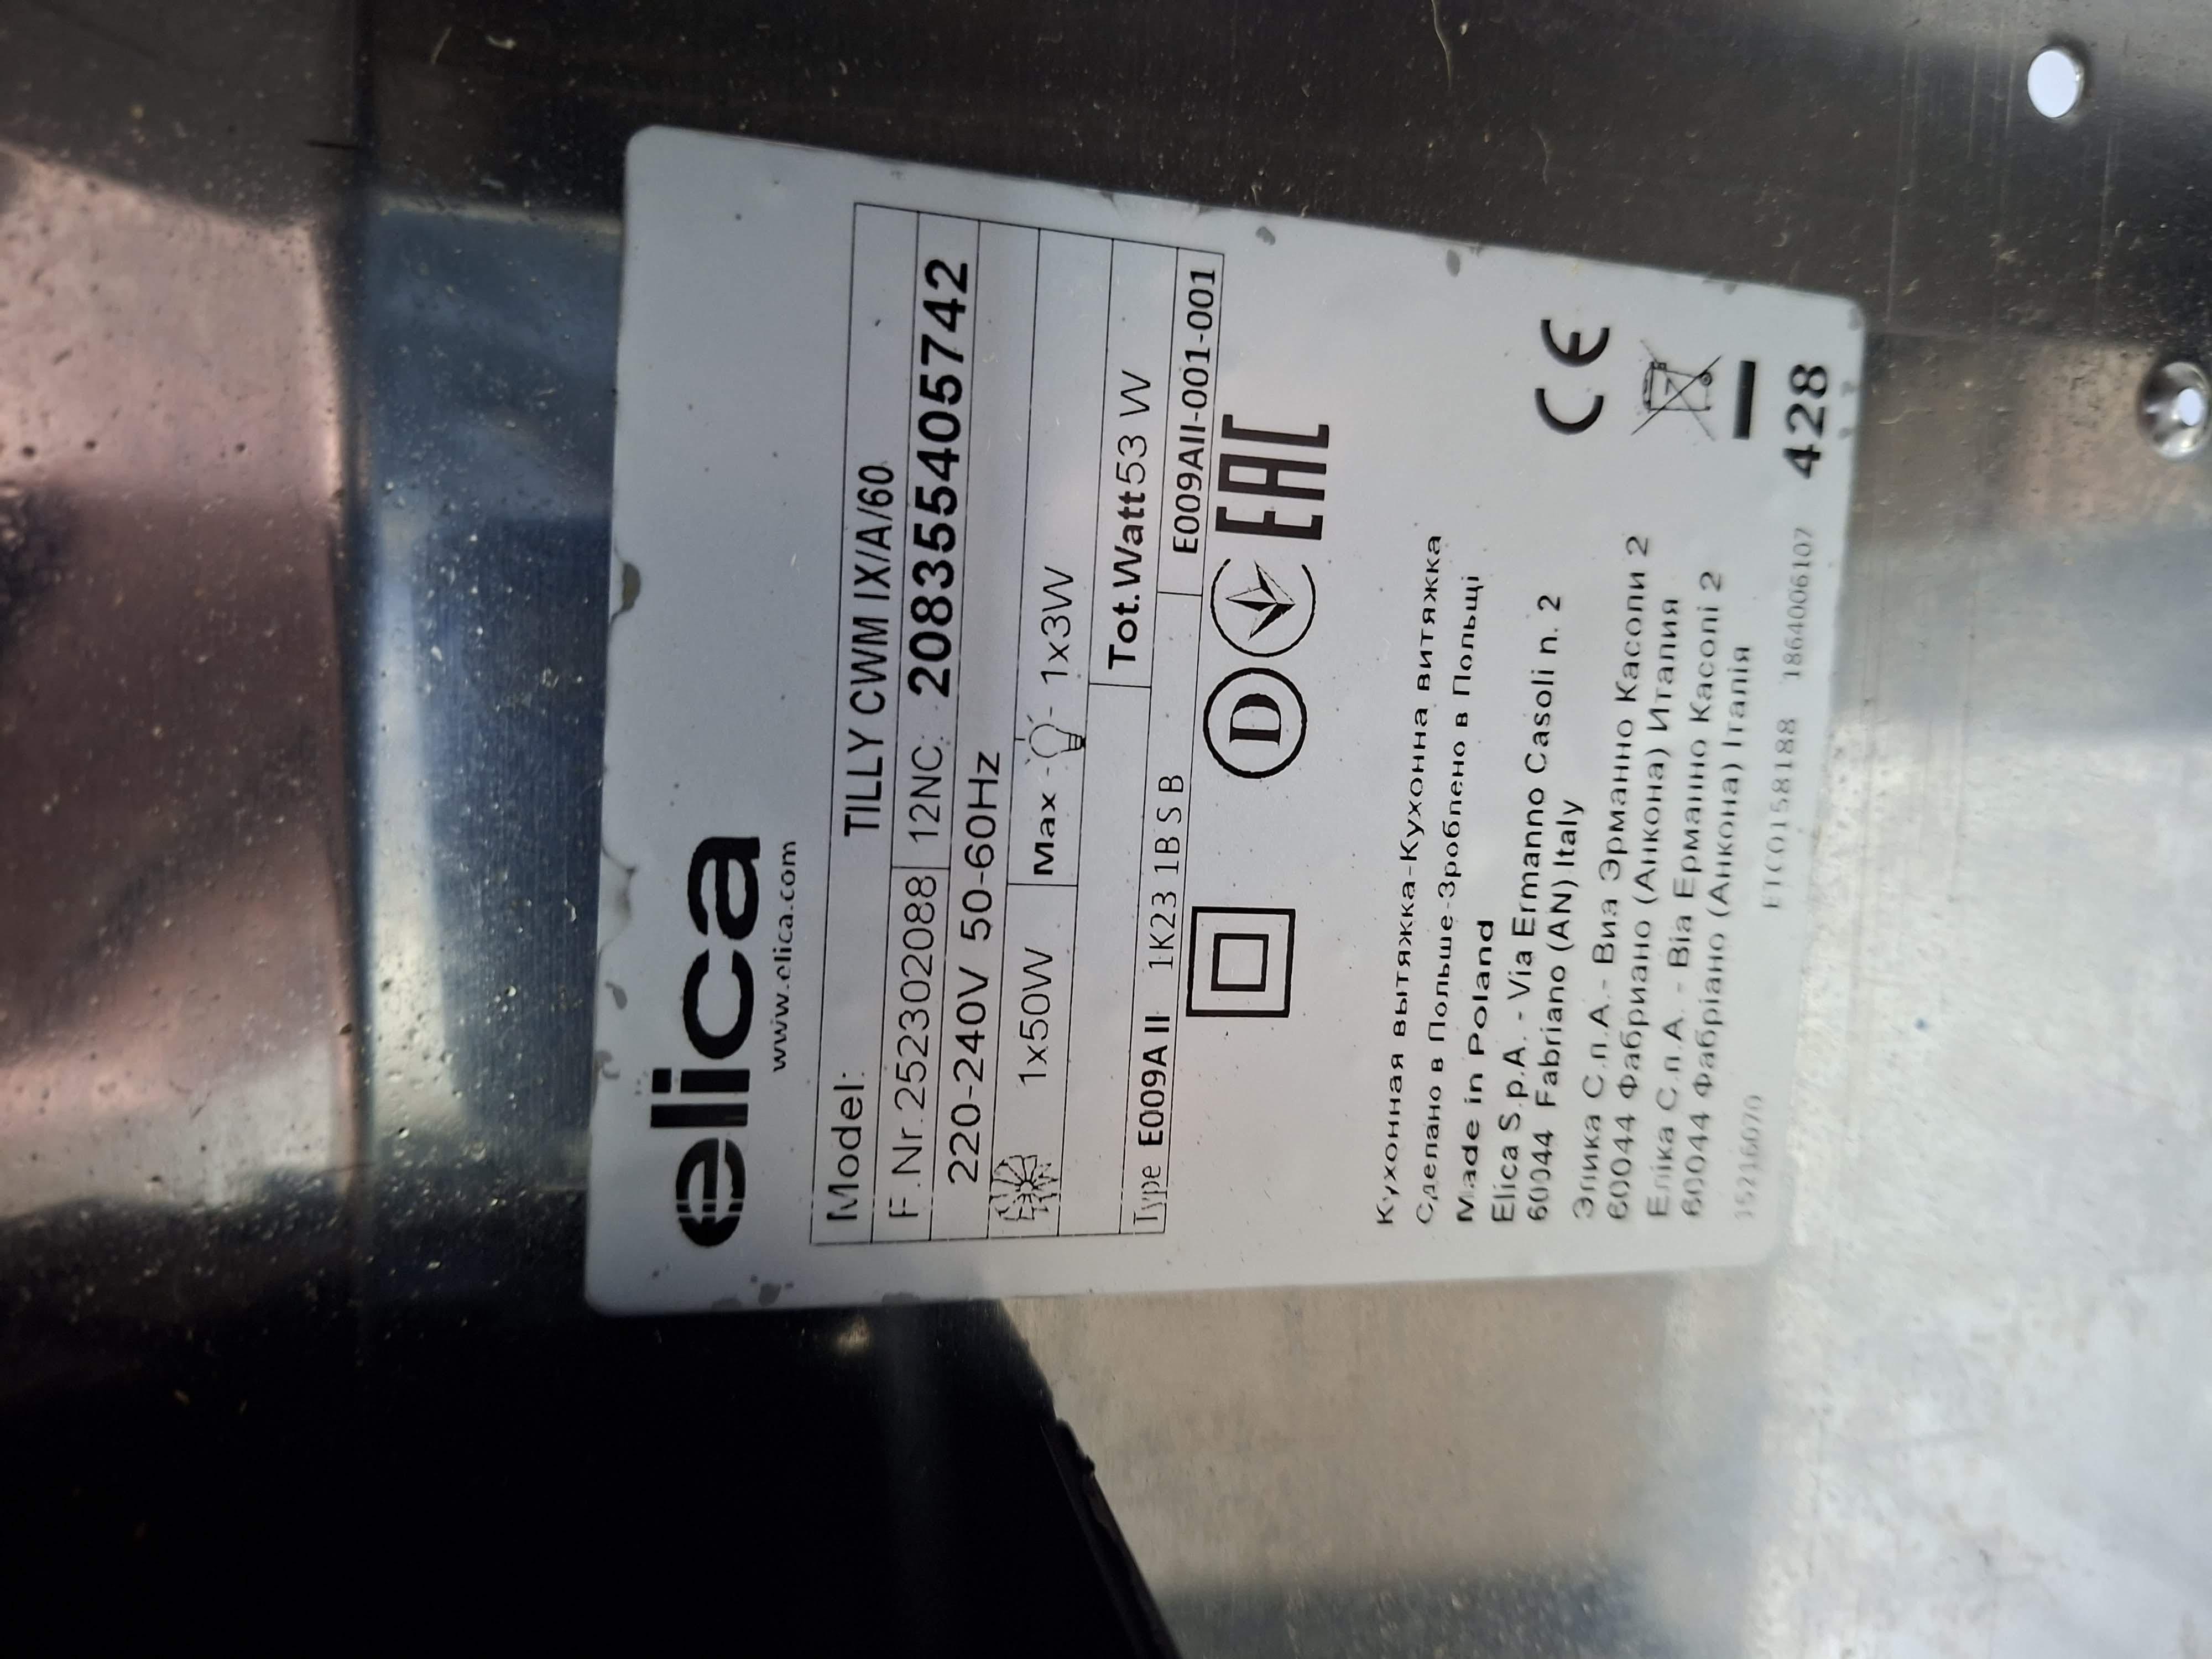 elica
www.elica.com
Model: TILLY CWM IX/A/60
F.Nr.252302088 12NC: 208355405742
220-240V 50-60Hz
1x50W Max - 1x3W
Tot.Watt53 W
Type E009A II 1K23 1B S B E009AII-001-001
D EAC
CE
Кухонная вытяжка-Кухонна витяжка
Сделано в Польше-Зроблено в Польщі
Made in Poland
Elica S.p.A. - Via Ermanno Casoli n. 2
60044 Fabriano (AN) Italy
Элика С.п.А.- Виа Эрманно Касоли 2
60044 Фабриано (Анкона) Италия
Еліка С.п.А. - Віа Ерманно Касоні 2
60044 Фабріано (Анкона) Італія
ETC0158188 1864006107 428